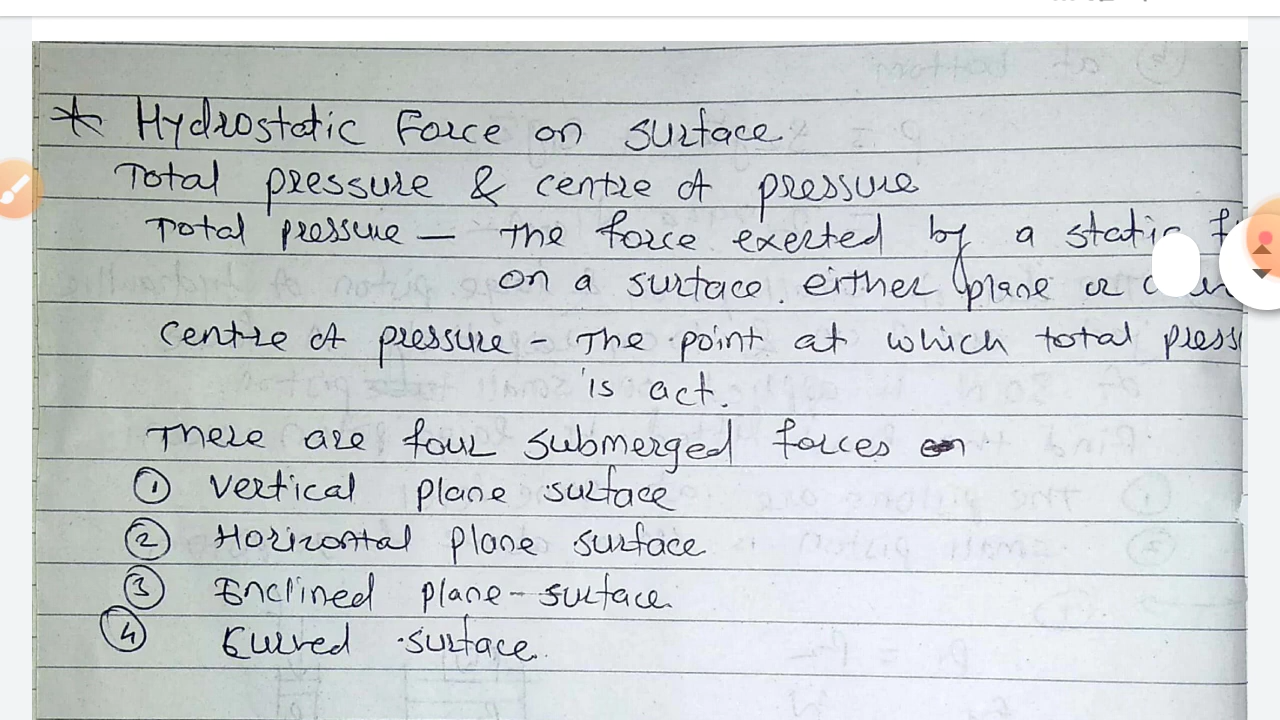 * Hydrostatic Force on surface
Total pressure & centre of pressure
Total pressure — The force exerted by a static f
on a surface. either plane or
centre of pressure - The point at which total press
is act.
There are four submerged forces on
① vertical plane surface
② Horizontal plane surface
③ Enclined plane-surface
④ Curved surface.